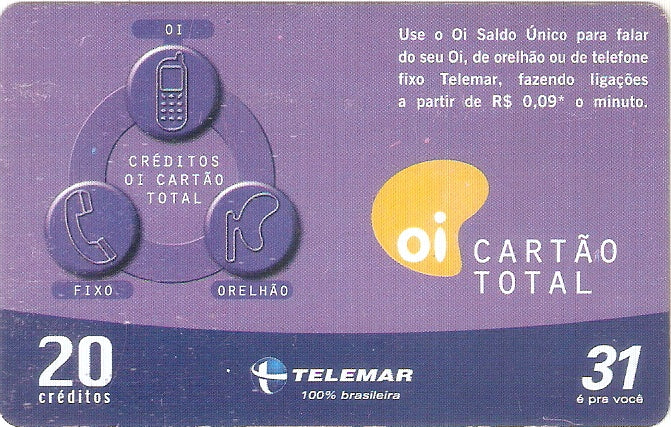 OI
CRÉDITOS
OI CARTÃO
TOTAL
FIXO
ORELHÃO
Use o Oi Saldo Único para falar
do seu Oi, de orelhão ou de telefone
fixo Telemar, fazendo ligações
a partir de R$ 0,09* o minuto.
oi CARTÃO
TOTAL
20
créditos
TELEMAR
100% brasileira
31
é pra você